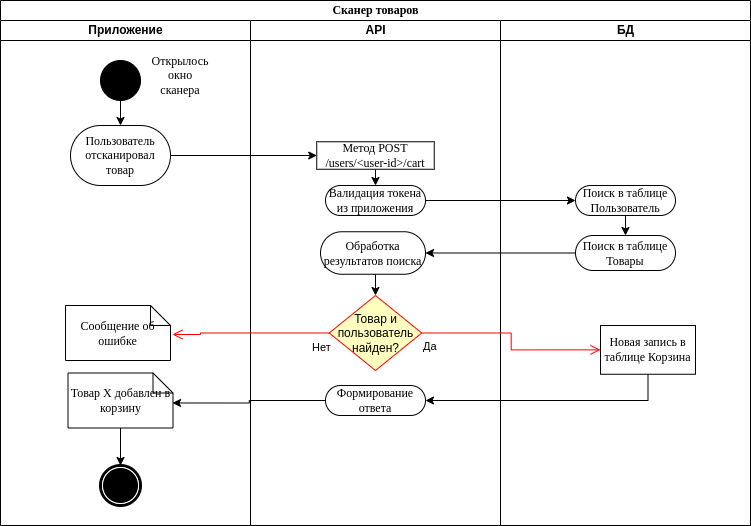 Сканер товаров
Приложение
API
БД
Открылось
окно
сканера
Пользователь
отсканировал
товар
Метод POST
/users/<user-id>/cart
Валидация токена
из приложения
Поиск в таблице
Пользователь
Поиск в таблице
Товары
Обработка
результатов поиска
Товар и
пользователь
найден?
Нет
Да
Сообщение об
ошибке
Новая запись в
таблице Корзина
Формирование
ответа
Товар X добавлен в
корзину